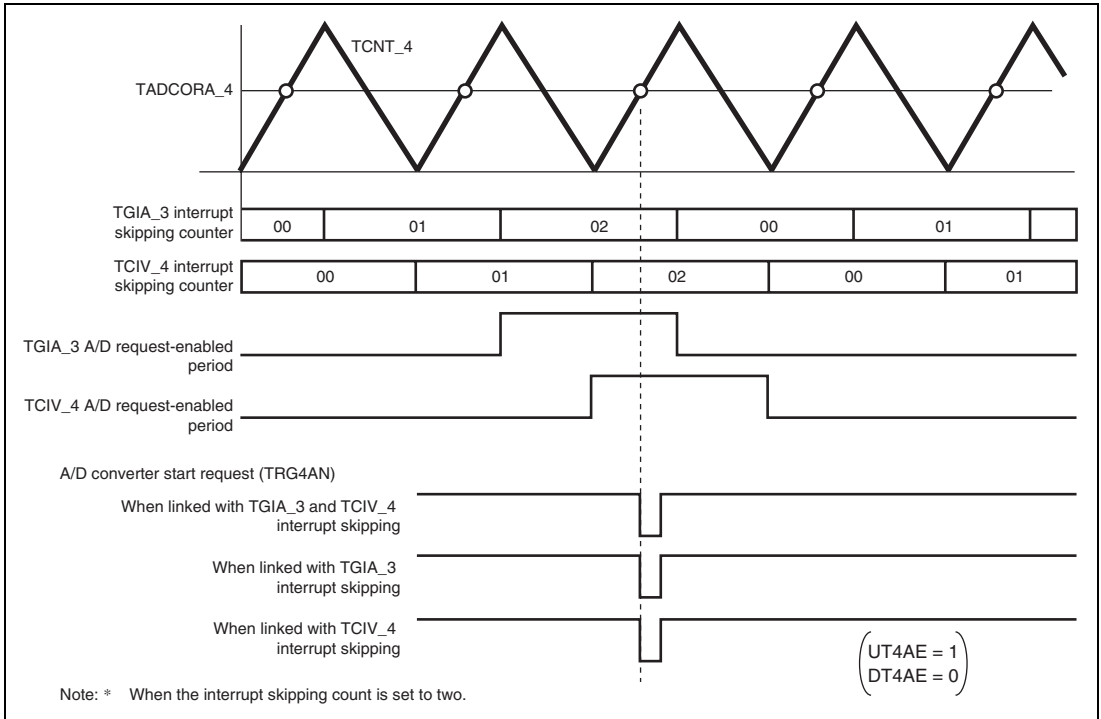 TCNT_4
TADCORA_4
TGIA_3 interrupt
skipping counter
00 01 02 00 01
TCIV_4 interrupt
skipping counter
00 01 02 00 01
TGIA_3 A/D request-enabled
period
TCIV_4 A/D request-enabled
period
A/D converter start request (TRG4AN)
When linked with TGIA_3 and TCIV_4
interrupt skipping
When linked with TGIA_3
interrupt skipping
When linked with TCIV_4
interrupt skipping
UT4AE = 1
DT4AE = 0
Note: * When the interrupt skipping count is set to two.